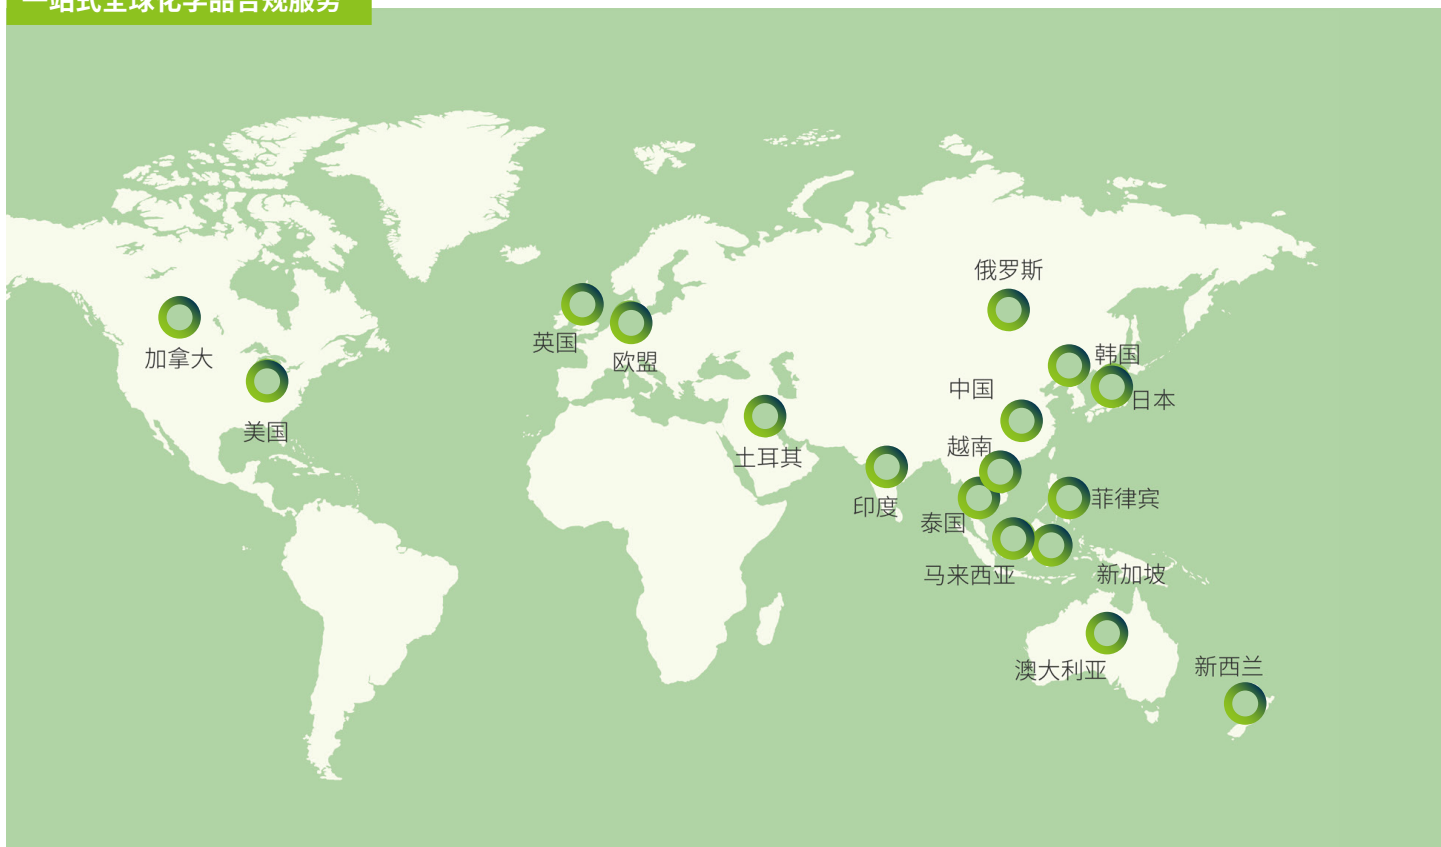 一站式全球化学品合规服务
俄罗斯
英国
加拿大
欧盟
韩国
中国
日本
美国
越南
土耳其
印度
菲律宾
泰国
马来西亚
新加坡
澳大利亚
新西兰